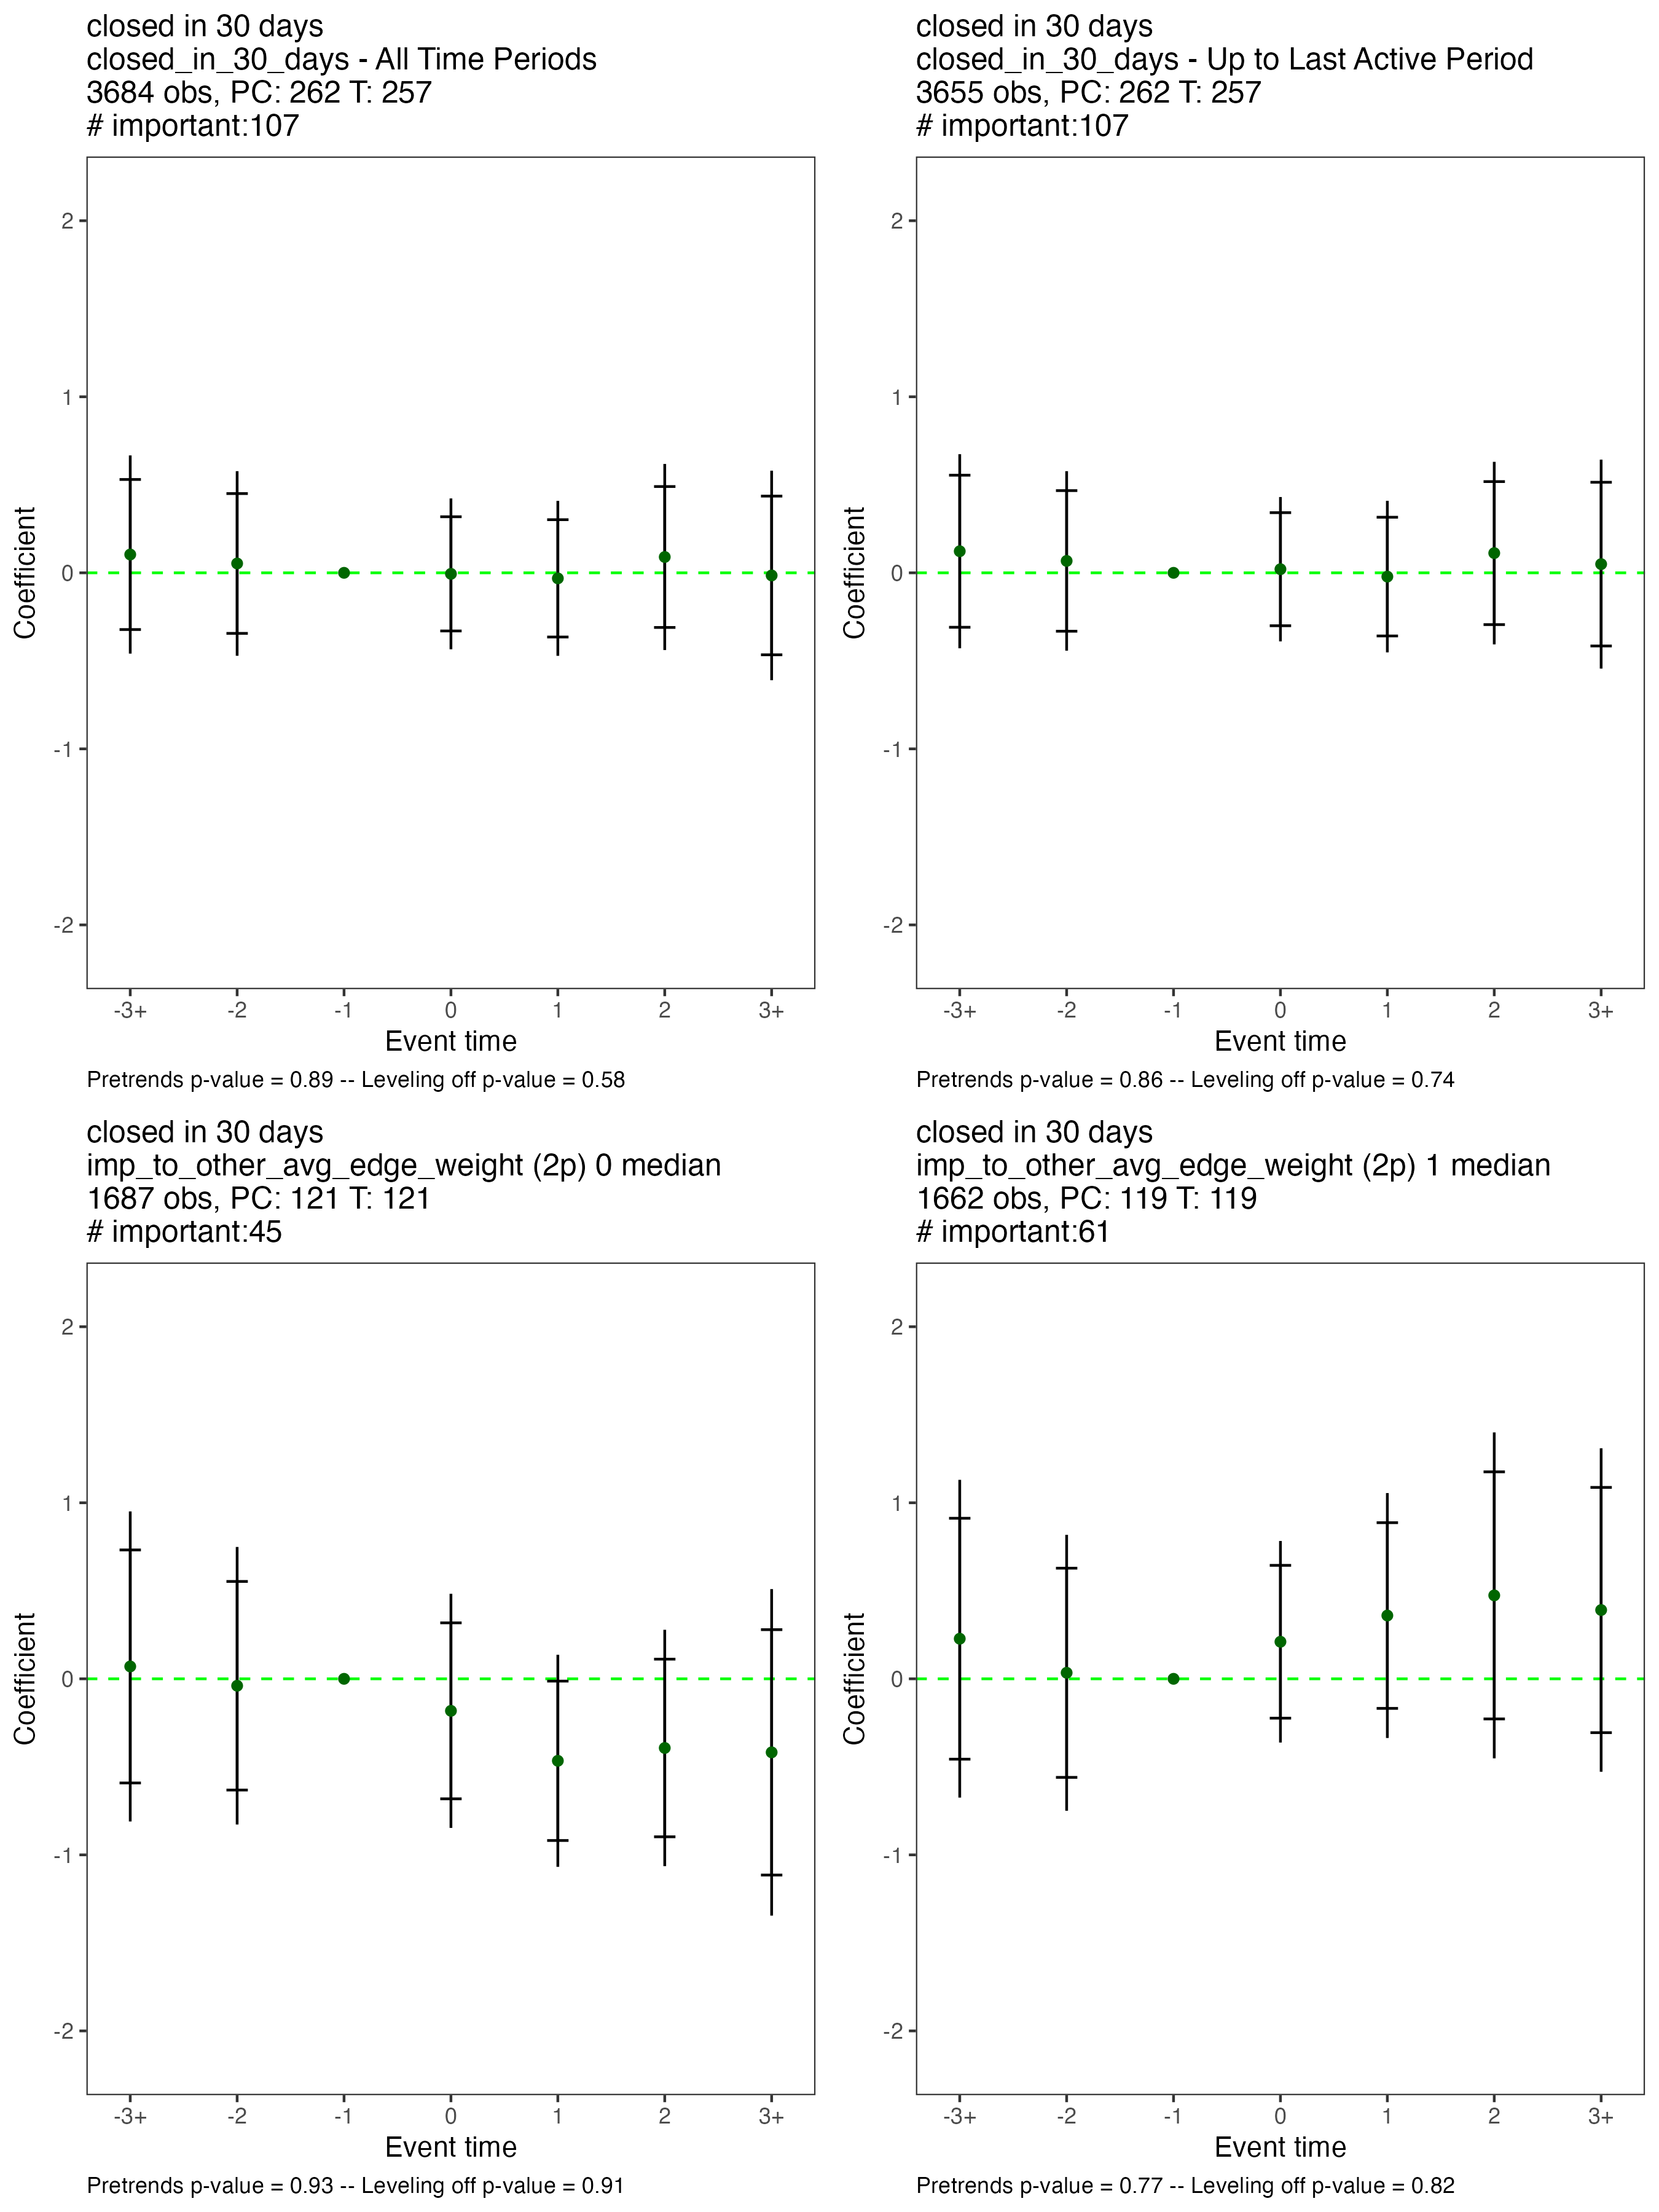 closed in 30 days
closed_in_30_days - All Time Periods
3684 obs, PC: 262 T: 257
# important:107
2
1
0
-1
-2
Coefficient
-3+ -2 -1 0 1 2 3+
Event time
Pretrends p-value = 0.89 -- Leveling off p-value = 0.58
closed in 30 days
closed_in_30_days - Up to Last Active Period
3655 obs, PC: 262 T: 257
# important:107
2
1
0
-1
-2
Coefficient
-3+ -2 -1 0 1 2 3+
Event time
Pretrends p-value = 0.86 -- Leveling off p-value = 0.74
closed in 30 days
imp_to_other_avg_edge_weight (2p) 0 median
1687 obs, PC: 121 T: 121
# important:45
2
1
0
-1
-2
Coefficient
-3+ -2 -1 0 1 2 3+
Event time
Pretrends p-value = 0.93 -- Leveling off p-value = 0.91
closed in 30 days
imp_to_other_avg_edge_weight (2p) 1 median
1662 obs, PC: 119 T: 119
# important:61
2
1
0
-1
-2
Coefficient
-3+ -2 -1 0 1 2 3+
Event time
Pretrends p-value = 0.77 -- Leveling off p-value = 0.82